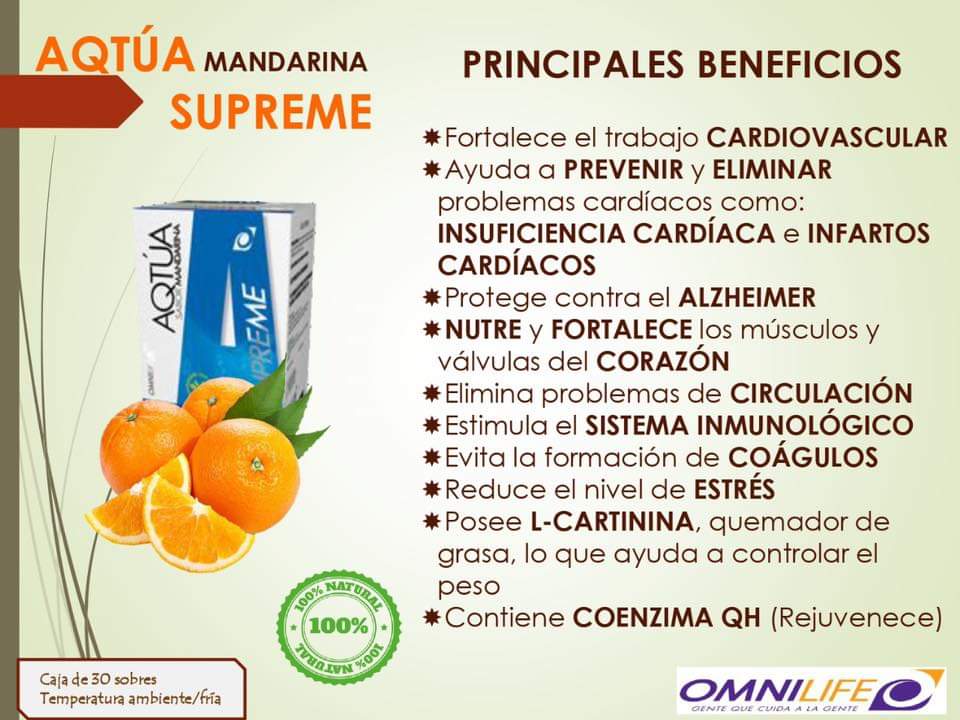 AQTÚA MANDARINA
SUPREME
PRINCIPALES BENEFICIOS
Fortalece el trabajo CARDIOVASCULAR
Ayuda a PREVENIR y ELIMINAR
problemas cardíacos como:
INSUFICIENCIA CARDÍACA e INFARTOS
CARDÍACOS
Protege contra el ALZHEIMER
NUTRE y FORTALECE los músculos y
válvulas del CORAZÓN
Elimina problemas de CIRCULACIÓN
Estimula el SISTEMA INMUNOLÓGICO
Evita la formación de COÁGULOS
Reduce el nivel de ESTRÉS
Posee L-CARTININA, quemador de
grasa, lo que ayuda a controlar el
peso
Contiene COENZIMA QH (Rejuvenece)
AQTÚA
SABOR MANDARINA
UPREME
100% NATURAL
100%
100% NATURAL
Caja de 30 sobres
Temperatura ambiente/fría
OMNILIFE
GENTE QUE CUIDA A LA GENTE